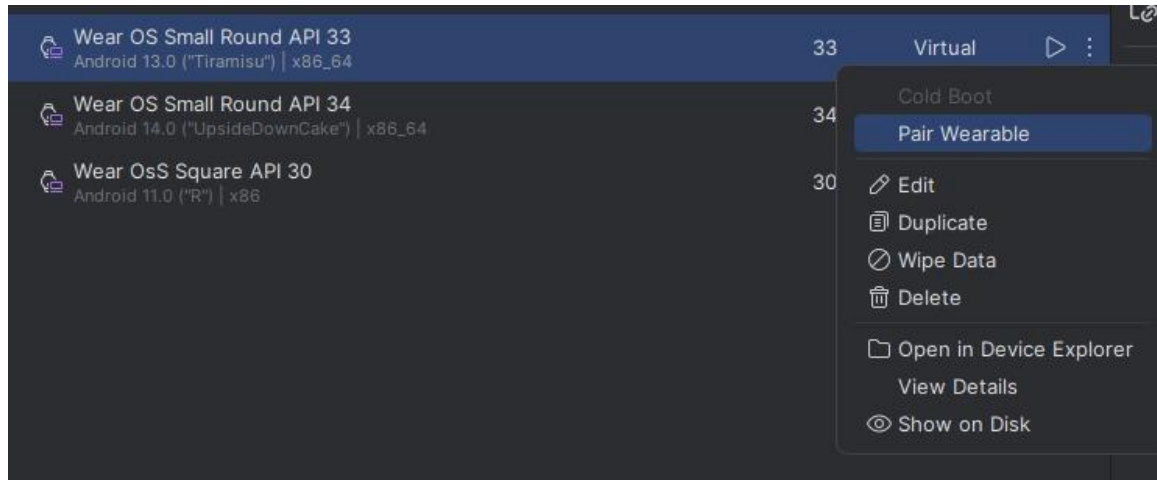 Wear OS Small Round API 33
Android 13.0 ("Tiramisu") | x86_64
33
Virtual
Wear OS Small Round API 34
Android 14.0 ("UpsideDownCake") | x86_64
34
Wear OsS Square API 30
Android 11.0 ("R") | x86
30
Cold Boot
Pair Wearable
Edit
Duplicate
Wipe Data
Delete
Open in Device Explorer
View Details
Show on Disk